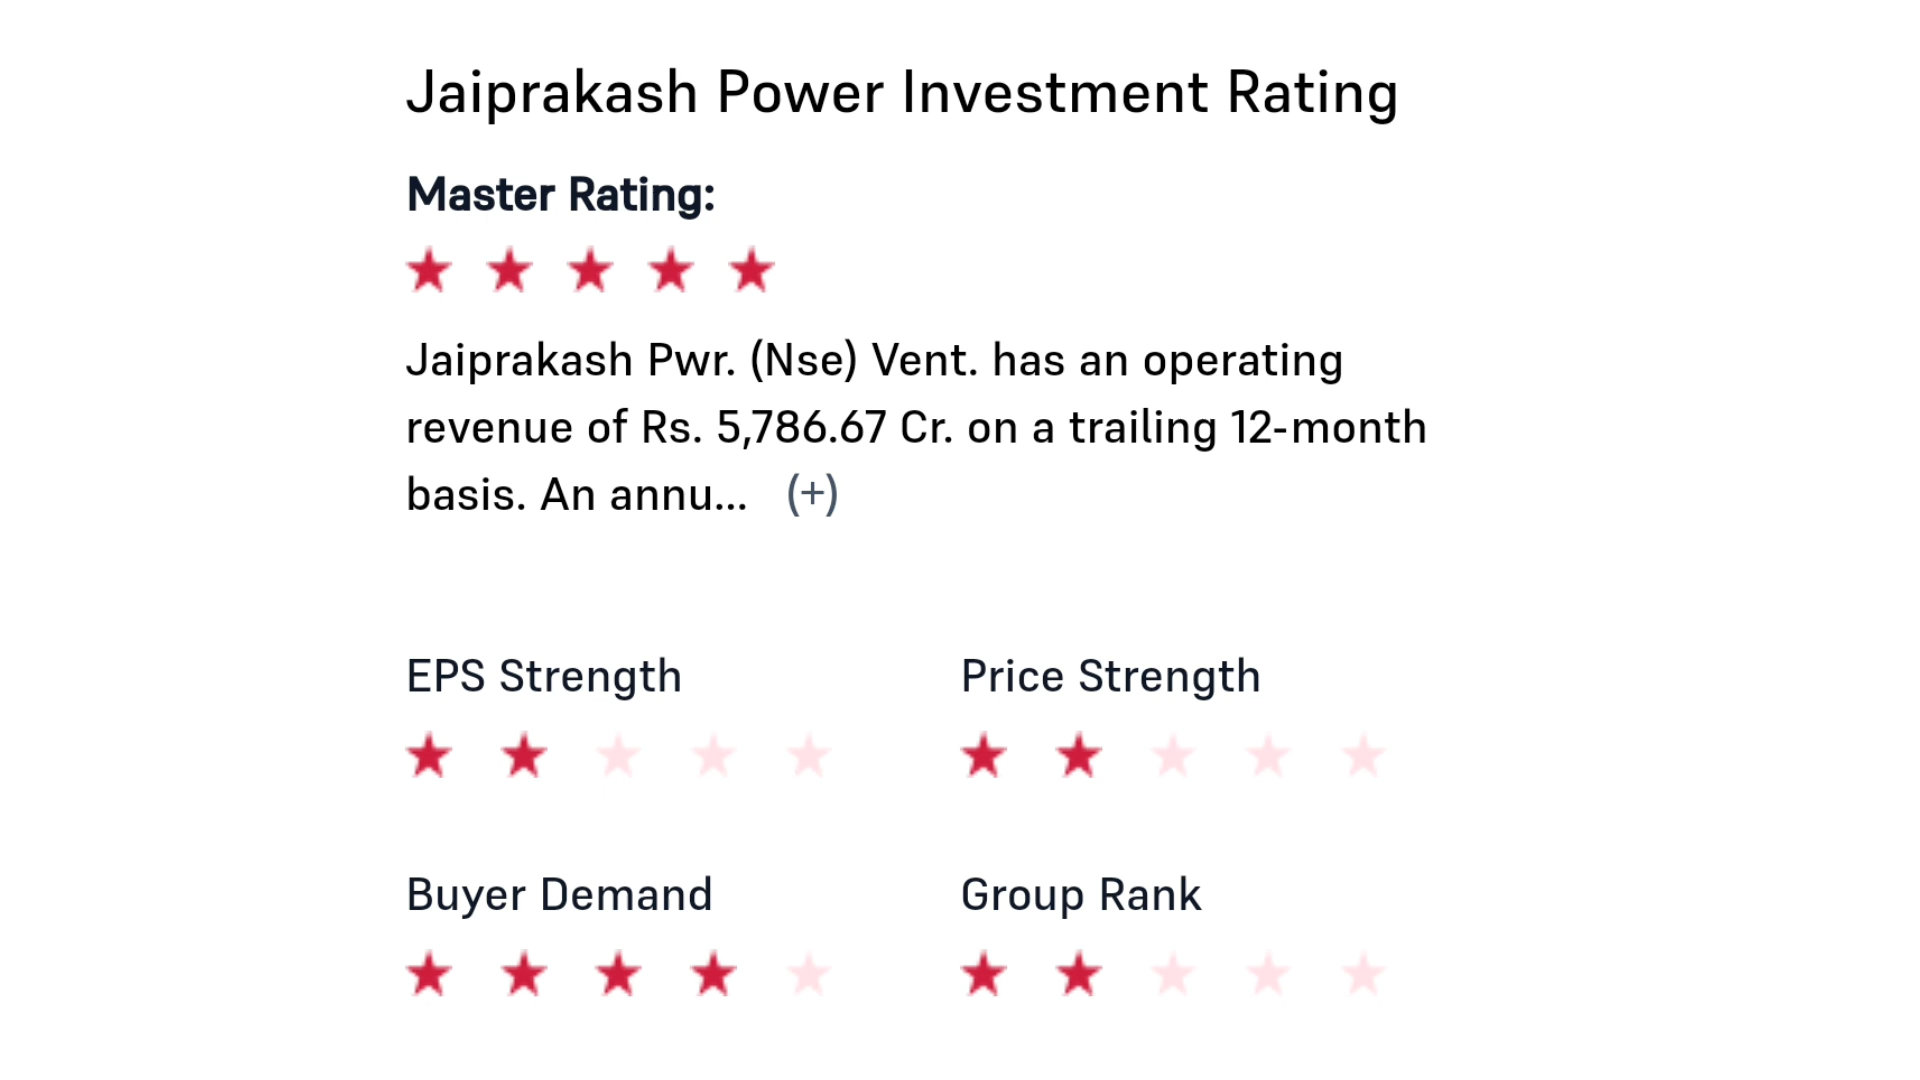 Jaiprakash Power Investment Rating
Master Rating:
Jaiprakash Pwr. (Nse) Vent. has an operating
revenue of Rs. 5,786.67 Cr. on a trailing 12-month
basis. An annu... (+)
EPS Strength
Price Strength
Buyer Demand
Group Rank